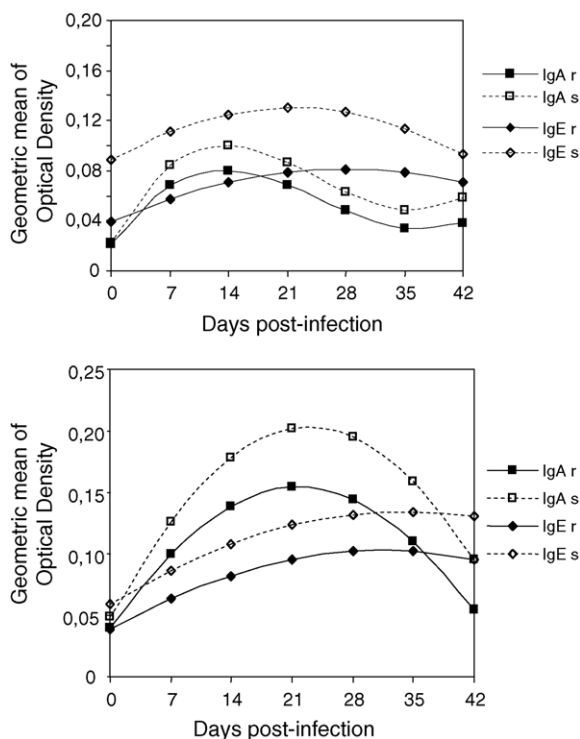 0,20
0,16
0,12
0,08
0,04
0
Geometric mean of
Optical Density
0 7 14 21 28 35 42
Days post-infection
IgA r
IgA s
IgE r
IgE s
0,25
0,20
0,15
0,10
0,05
0
Geometric mean of
Optical Density
0 7 14 21 28 35 42
Days post-infection
IgA r
IgA s
IgE r
IgE s